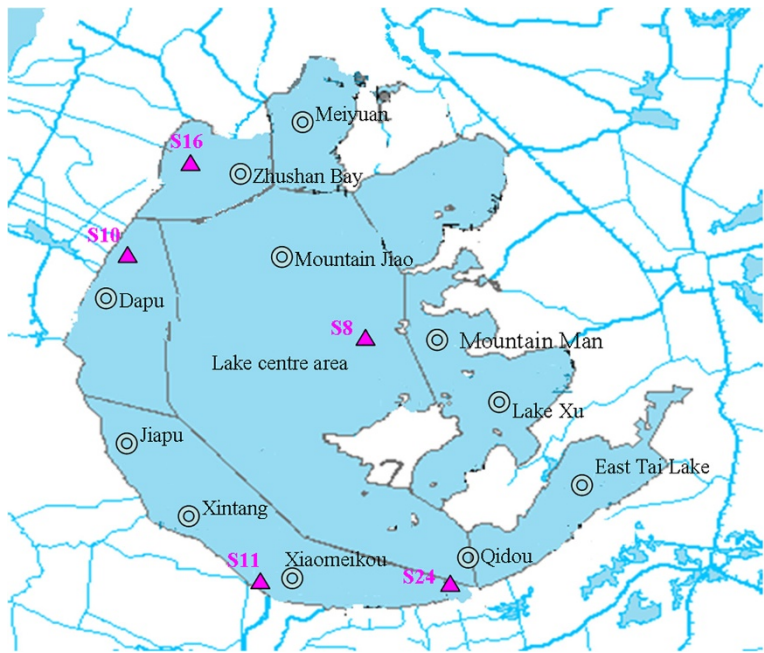 Meiyuan
S16
Zhushan Bay
S10
Mountain Jiao
Dapu
S8
Mountain Man
Lake centre area
Lake Xu
Jiapu
East Tai Lake
Xintang
S11
Xiaomeikou
Qidou
S24